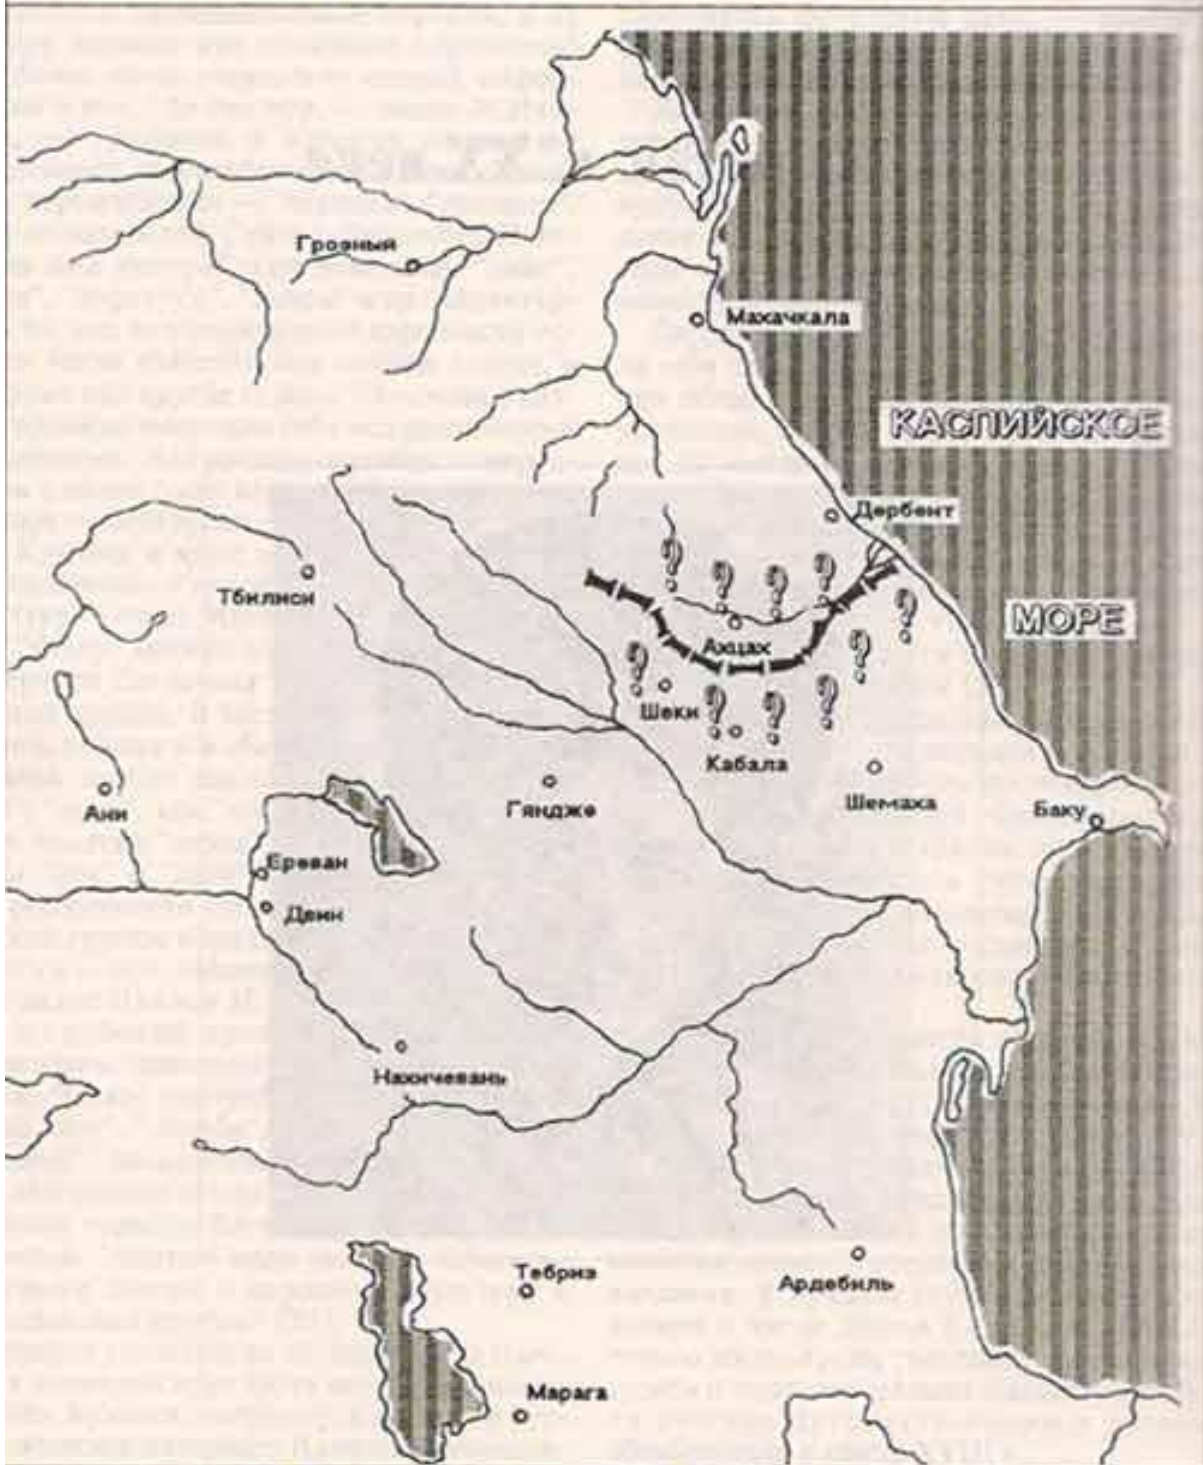 Грозный
Махачкала
КАСПИЙСКОЕ
Дербент
Тбилиси
МОРЕ
Ахцах
Шеки
Кабала
Гяндже
Шемаха
Баку
Ани
Ереван
Двин
Нахичевань
Тебриз
Ардебиль
Марага